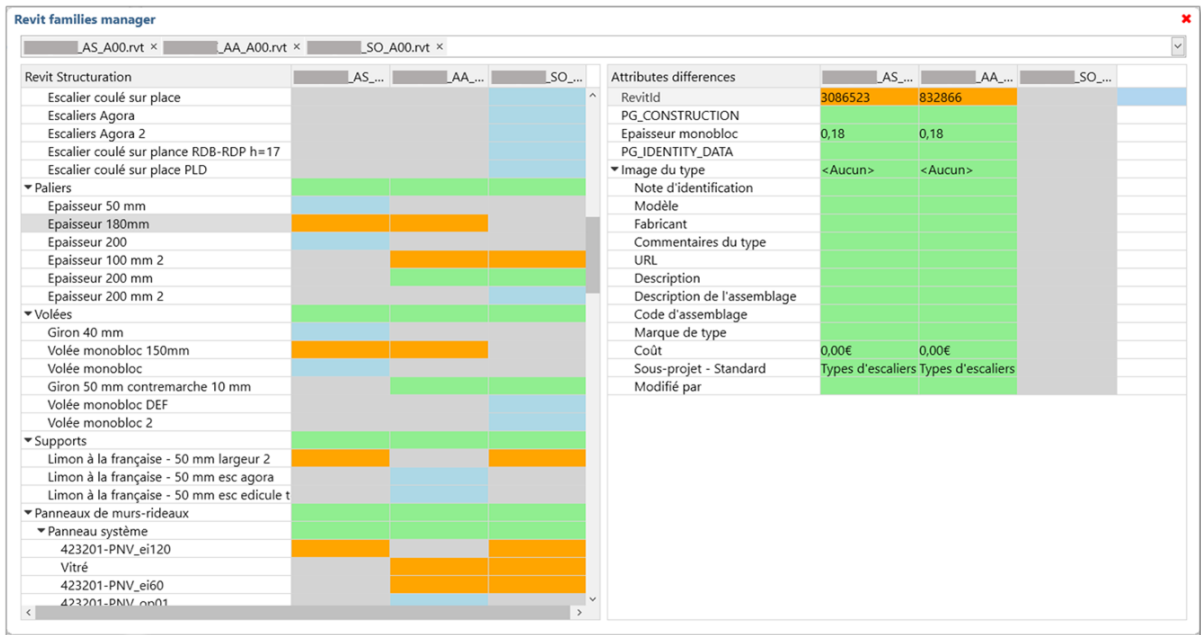 Revit families manager
_AS_A00.rvt × _AA_A00.rvt × _SO_A00.rvt ×
Revit Structuration _AS_... _AA_... _SO_...
Escalier coulé sur place
Escaliers Agora
Escaliers Agora 2
Escalier coulé sur plance RDB-RDP h=17
Escalier coulé sur place PLD
Paliers
Epaisseur 50 mm
Epaisseur 180mm
Epaisseur 200
Epaisseur 100 mm 2
Epaisseur 200 mm
Epaisseur 200 mm 2
Volées
Giron 40 mm
Volée monobloc 150mm
Volée monobloc
Giron 50 mm contremarche 10 mm
Volée monobloc DEF
Volée monobloc 2
Supports
Limon à la française - 50 mm largeur 2
Limon à la française - 50 mm esc agora
Limon à la française - 50 mm esc edicule t
Panneaux de murs-rideaux
Panneau système
423201-PNV_ei120
Vitré
423201-PNV_ei60
423201-PNV_op01
Attributes differences _AS_... _AA_... _SO_...
RevitId 3086523 832866
PG_CONSTRUCTION
Epaisseur monobloc 0,18 0,18
PG_IDENTITY_DATA
Image du type <Aucun> <Aucun>
Note d'identification
Modèle
Fabricant
Commentaires du type
URL
Description
Description de l'assemblage
Code d'assemblage
Marque de type
Coût 0,00€ 0,00€
Sous-projet - Standard Types d'escaliers Types d'escaliers
Modifié par